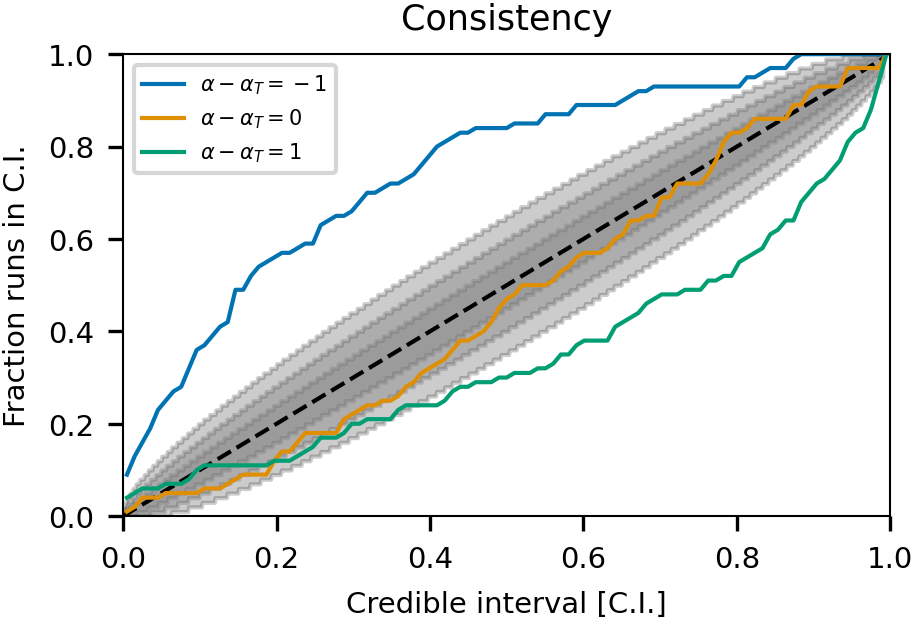 Consistency
1.0
0.8
0.6
0.4
0.2
0.0
Fraction runs in C.I.
α − α_T = −1
α − α_T = 0
α − α_T = 1
0.0 0.2 0.4 0.6 0.8 1.0
Credible interval [C.I.]